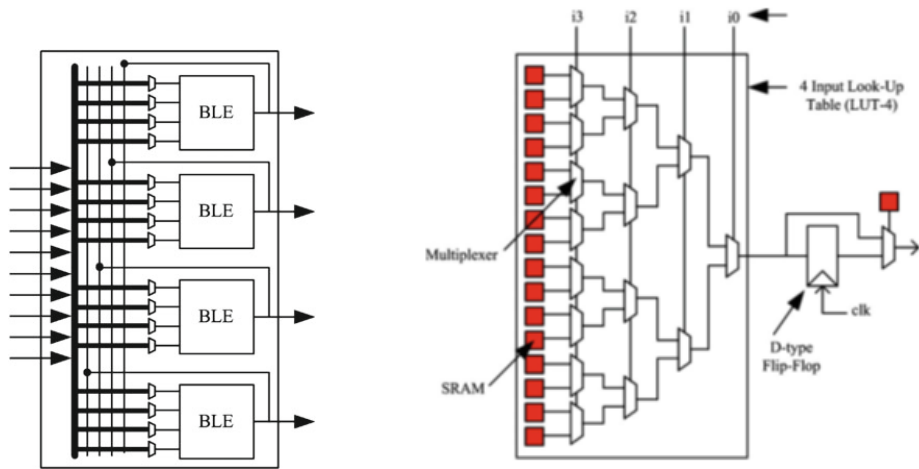 BLE
BLE
BLE
BLE
i3 i2 i1 i0
4 Input Look-Up
Table (LUT-4)
Multiplexer
SRAM
clk
D-type
Flip-Flop